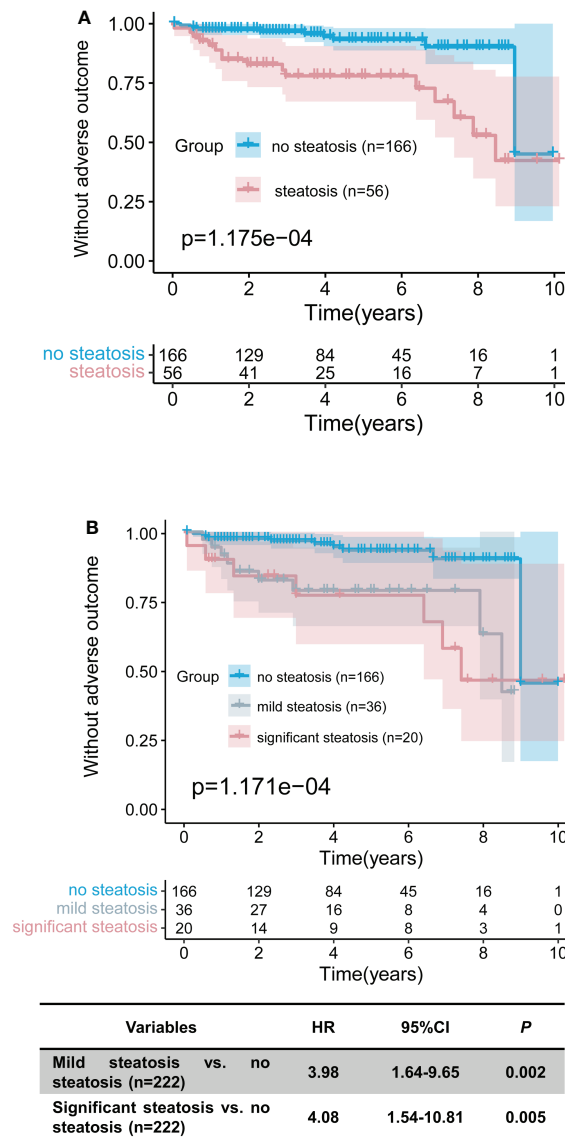 A
Without adverse outcome
1.00
0.75
0.50
0.25
0.00
Group
no steatosis (n=166)
steatosis (n=56)
p=1.175e−04
0 2 4 6 8 10
Time(years)
no steatosis 166 129 84 45 16 1
steatosis 56 41 25 16 7 1
0 2 4 6 8 10
Time(years)
B
Without adverse outcome
1.00
0.75
0.50
0.25
0.00
Group
no steatosis (n=166)
mild steatosis (n=36)
significant steatosis (n=20)
p=1.171e−04
0 2 4 6 8 10
Time(years)
no steatosis 166 129 84 45 16 1
mild steatosis 36 27 16 8 4 0
significant steatosis 20 14 9 8 3 1
0 2 4 6 8 10
Time(years)
Variables HR 95%CI P
Mild steatosis vs. no
steatosis (n=222) 3.98 1.64-9.65 0.002
Significant steatosis vs. no
steatosis (n=222) 4.08 1.54-10.81 0.005